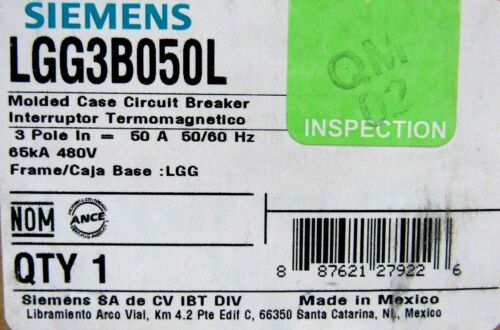 SIEMENS
LGG3B050L
Molded Case Circuit Breaker
Interruptor Termomagnetico
3 Pole In = 50 A 50/60 Hz
65kA 480V
Frame/Caja Base :LGG
QM
02
INSPECTION
NOM
ANCE
QTY 1
8 87621 27922 6
Siemens SA de CV IBT DIV Made in Mexico
Libramiento Arco Vial, Km 4.2 Pte Edif C, 66350 Santa Catarina, NL, Mexico